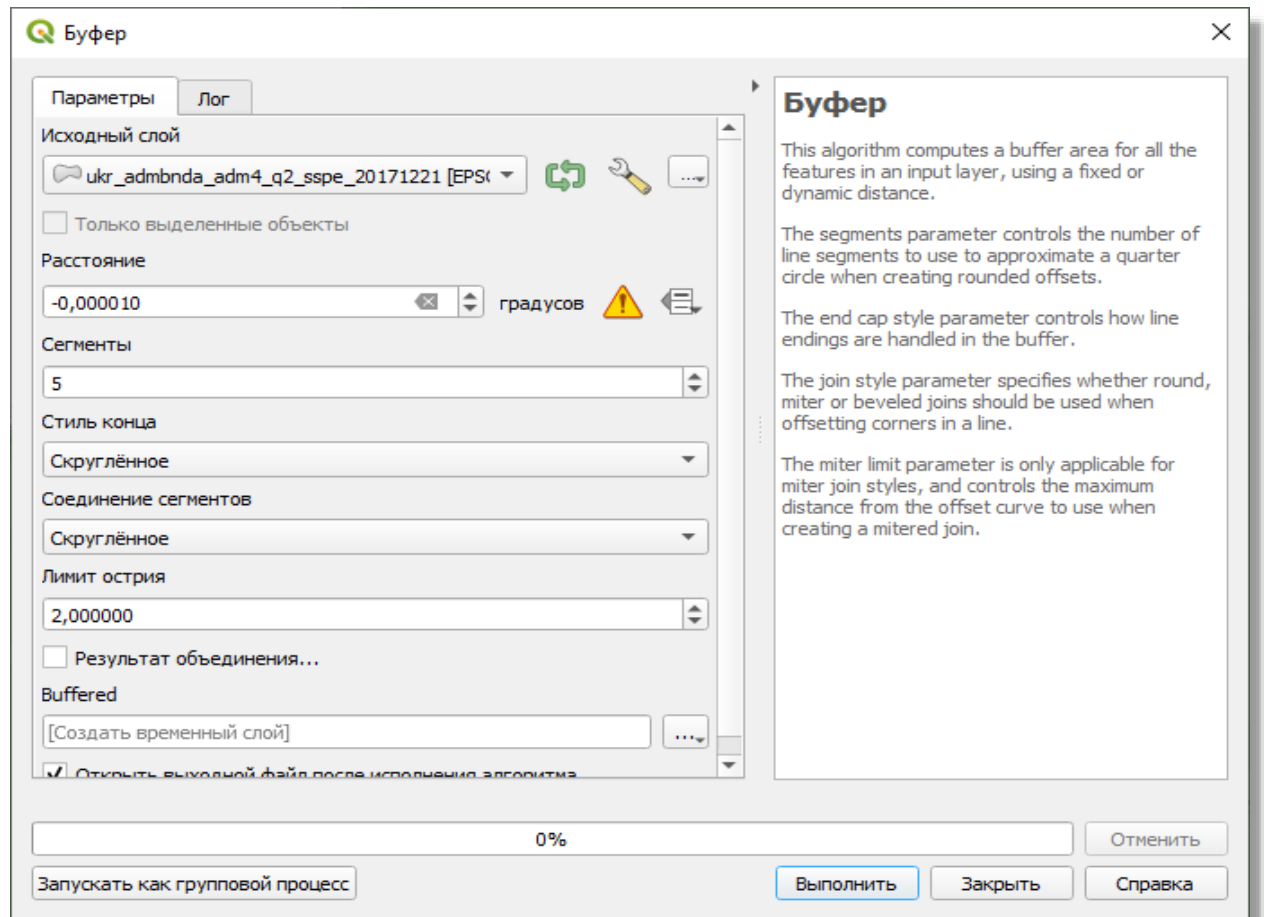 Буфер
Параметры
Лог
Исходный слой
ukr_admbnda_adm4_q2_sspe_20171221 [EPSG
...
Только выделенные объекты
Расстояние
-0,000010
градусов
Сегменты
5
Стиль конца
Скруглённое
Соединение сегментов
Скруглённое
Лимит острия
2,000000
Результат объединения...
Buffered
[Создать временный слой]
...
Открыть выходной файл после исполнения алгоритма
Буфер
This algorithm computes a buffer area for all the
features in an input layer, using a fixed or
dynamic distance.
The segments parameter controls the number of
line segments to use to approximate a quarter
circle when creating rounded offsets.
The end cap style parameter controls how line
endings are handled in the buffer.
The join style parameter specifies whether round,
miter or beveled joins should be used when
offsetting corners in a line.
The miter limit parameter is only applicable for
miter join styles, and controls the maximum
distance from the offset curve to use when
creating a mitered join.
0%
Отменить
Запускать как групповой процесс
Выполнить
Закрыть
Справка